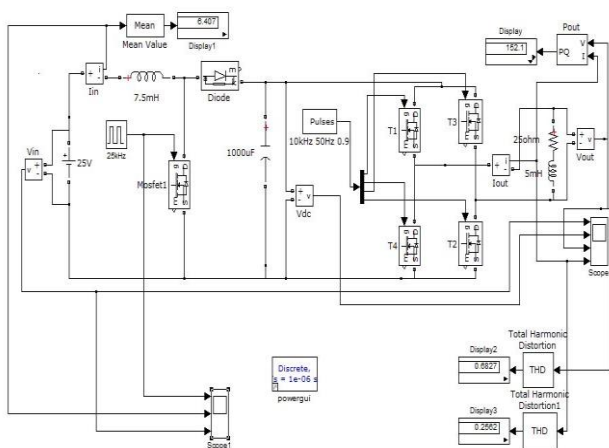 Mean
Mean Value
6.407
Display1
Display
152.1
Pout
PQ
V
I
Iin
7.5mH
Diode
Pulses
10kHz 50Hz 0.9
T1
T3
25ohm
5mH
Vout
Iout
1000uF
25kHz
Mosfet1
Vin
25V
Vdc
T4
T2
Scope
Total Harmonic
Distortion
Display2
0.6827
THD
Total Harmonic
Distortion1
Display3
0.2562
THD
Discrete,
s = 1e-06 s
powergui
Scope1